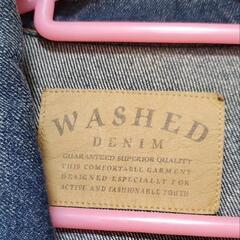 WASHED
DENIM
GUARANTEED SUPERIOR QUALITY
THIS COMFORTABLE GARMENT
DESIGNED ESPECIALLY FOR
ACTIVE AND FASHIONABLE YOUTH